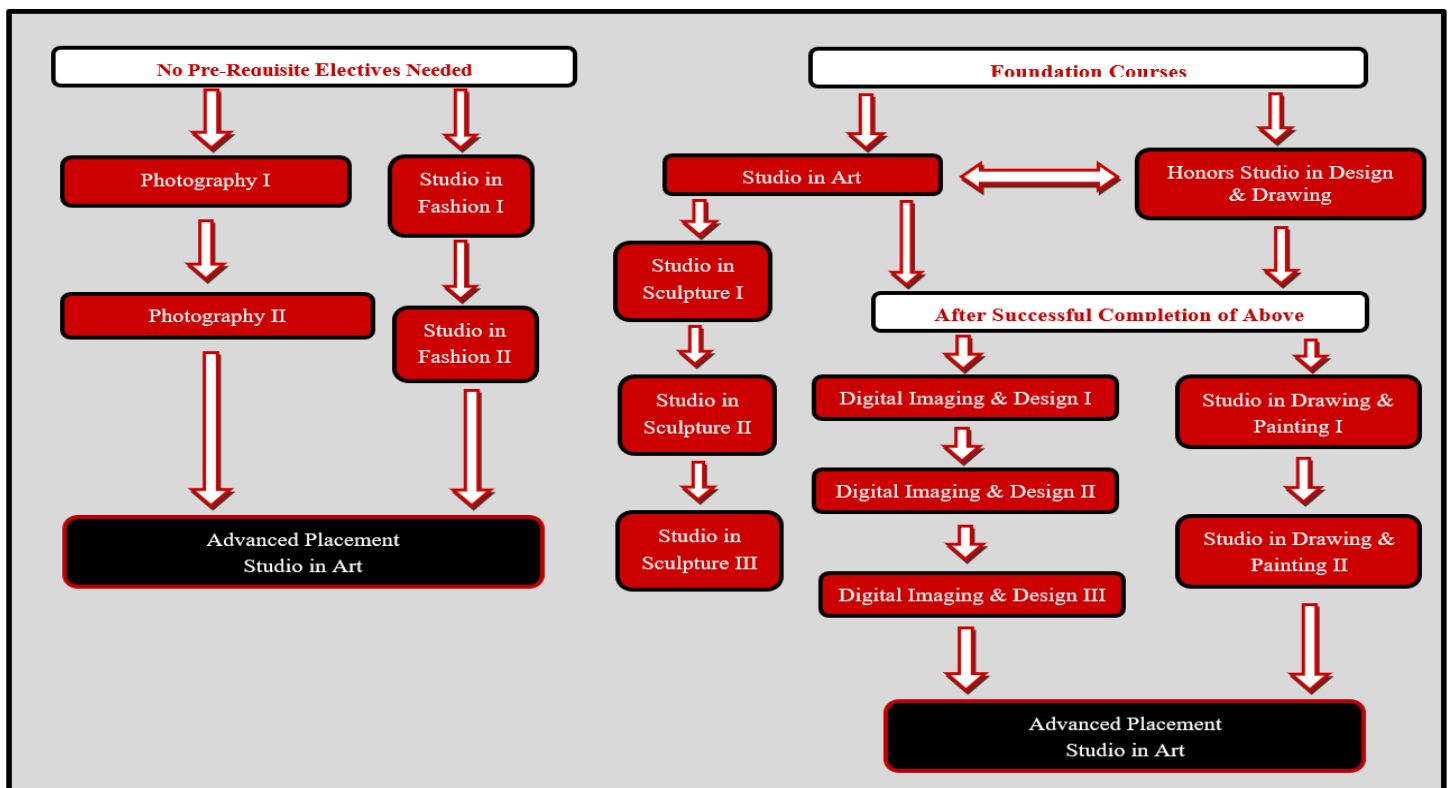 No Pre-Requisite Electives Needed
Photography I
Studio in
Fashion I
Photography II
Studio in
Fashion II
Advanced Placement
Studio in Art
Foundation Courses
Studio in Art
Honors Studio in Design
& Drawing
Studio in
Sculpture I
Studio in
Sculpture II
Studio in
Sculpture III
After Successful Completion of Above
Digital Imaging & Design I
Digital Imaging & Design II
Digital Imaging & Design III
Studio in Drawing &
Painting I
Studio in Drawing &
Painting II
Advanced Placement
Studio in Art